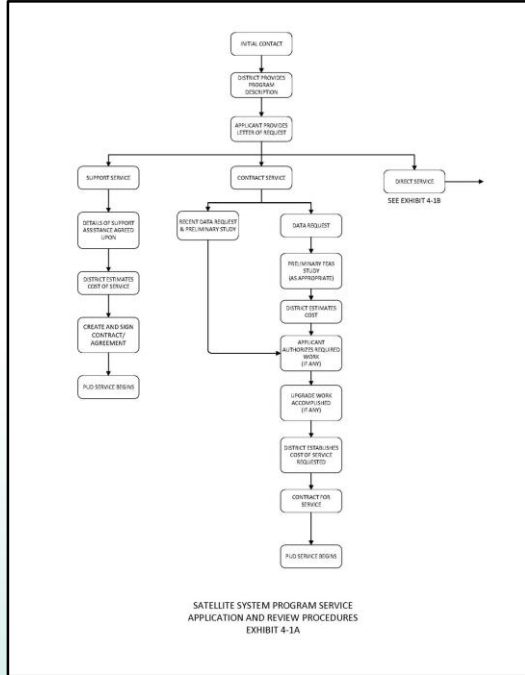 INITIAL CONTACT
DISTRICT PROVIDES
PROGRAM
DESCRIPTION
APPLICANT PROVIDES
LETTER OF REQUEST
SUPPORT SERVICE
CONTRACT SERVICE
DIRECT SERVICE
SEE EXHIBIT 4-1B
DETAILS OF SUPPORT
ASSISTANCE AGREED
UPON
RECENT DATA REQUEST
& PRELIMINARY STUDY
DATA REQUEST
PRELIMINARY FEAS
STUDY
(AS APPROPRIATE)
DISTRICT ESTIMATES
COST OF SERVICE
DISTRICT ESTIMATES
COST
CREATE AND SIGN
CONTRACT/
AGREEMENT
APPLICANT
AUTHORIZES REQUIRED
WORK
(IF ANY)
PUD SERVICE BEGINS
UPGRADE WORK
ACCOMPLISHED
(IF ANY)
DISTRICT ESTABLISHES
COST OF SERVICE
REQUESTED
CONTRACT FOR
SERVICE
PUD SERVICE BEGINS
SATELLITE SYSTEM PROGRAM SERVICE
APPLICATION AND REVIEW PROCEDURES
EXHIBIT 4-1A